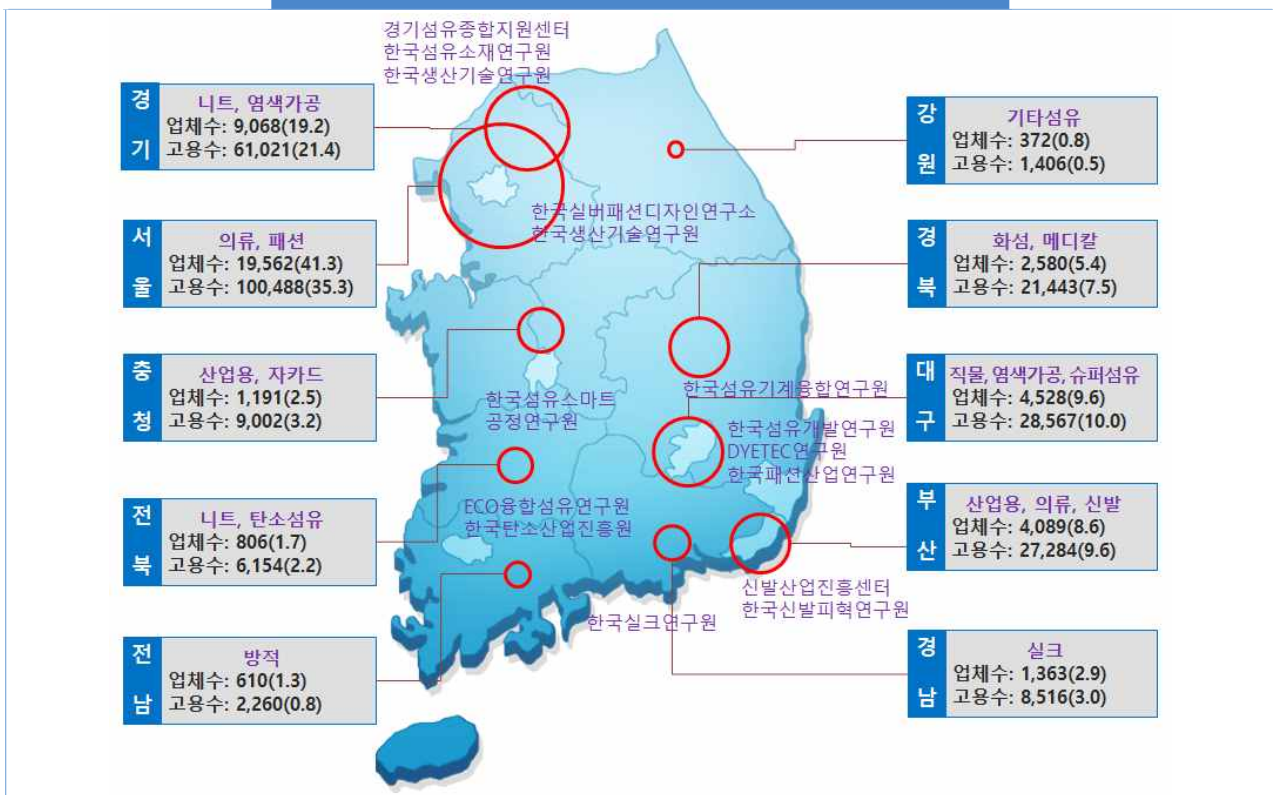 경기섬유종합지원센터
한국섬유소재연구원
한국생산기술연구원
경
기
니트, 염색가공
업체수: 9,068(19.2)
고용수: 61,021(21.4)
강
원
기타섬유
업체수: 372(0.8)
고용수: 1,406(0.5)
한국실버패션디자인연구소
한국생산기술연구원
서
울
의류, 패션
업체수: 19,562(41.3)
고용수: 100,488(35.3)
경
북
화섬, 메디칼
업체수: 2,580(5.4)
고용수: 21,443(7.5)
충
청
산업용, 자카드
업체수: 1,191(2.5)
고용수: 9,002(3.2)
한국섬유스마트
공정연구원
한국섬유기계융합연구원
대
구
직물,염색가공,슈퍼섬유
업체수: 4,528(9.6)
고용수: 28,567(10.0)
한국섬유개발연구원
DYETEC연구원
한국패션산업연구원
전
북
니트, 탄소섬유
업체수: 806(1.7)
고용수: 6,154(2.2)
ECO융합섬유연구원
한국탄소산업진흥원
부
산
산업용, 의류, 신발
업체수: 4,089(8.6)
고용수: 27,284(9.6)
신발산업진흥센터
한국신발피혁연구원
한국실크연구원
전
남
방적
업체수: 610(1.3)
고용수: 2,260(0.8)
경
남
실크
업체수: 1,363(2.9)
고용수: 8,516(3.0)